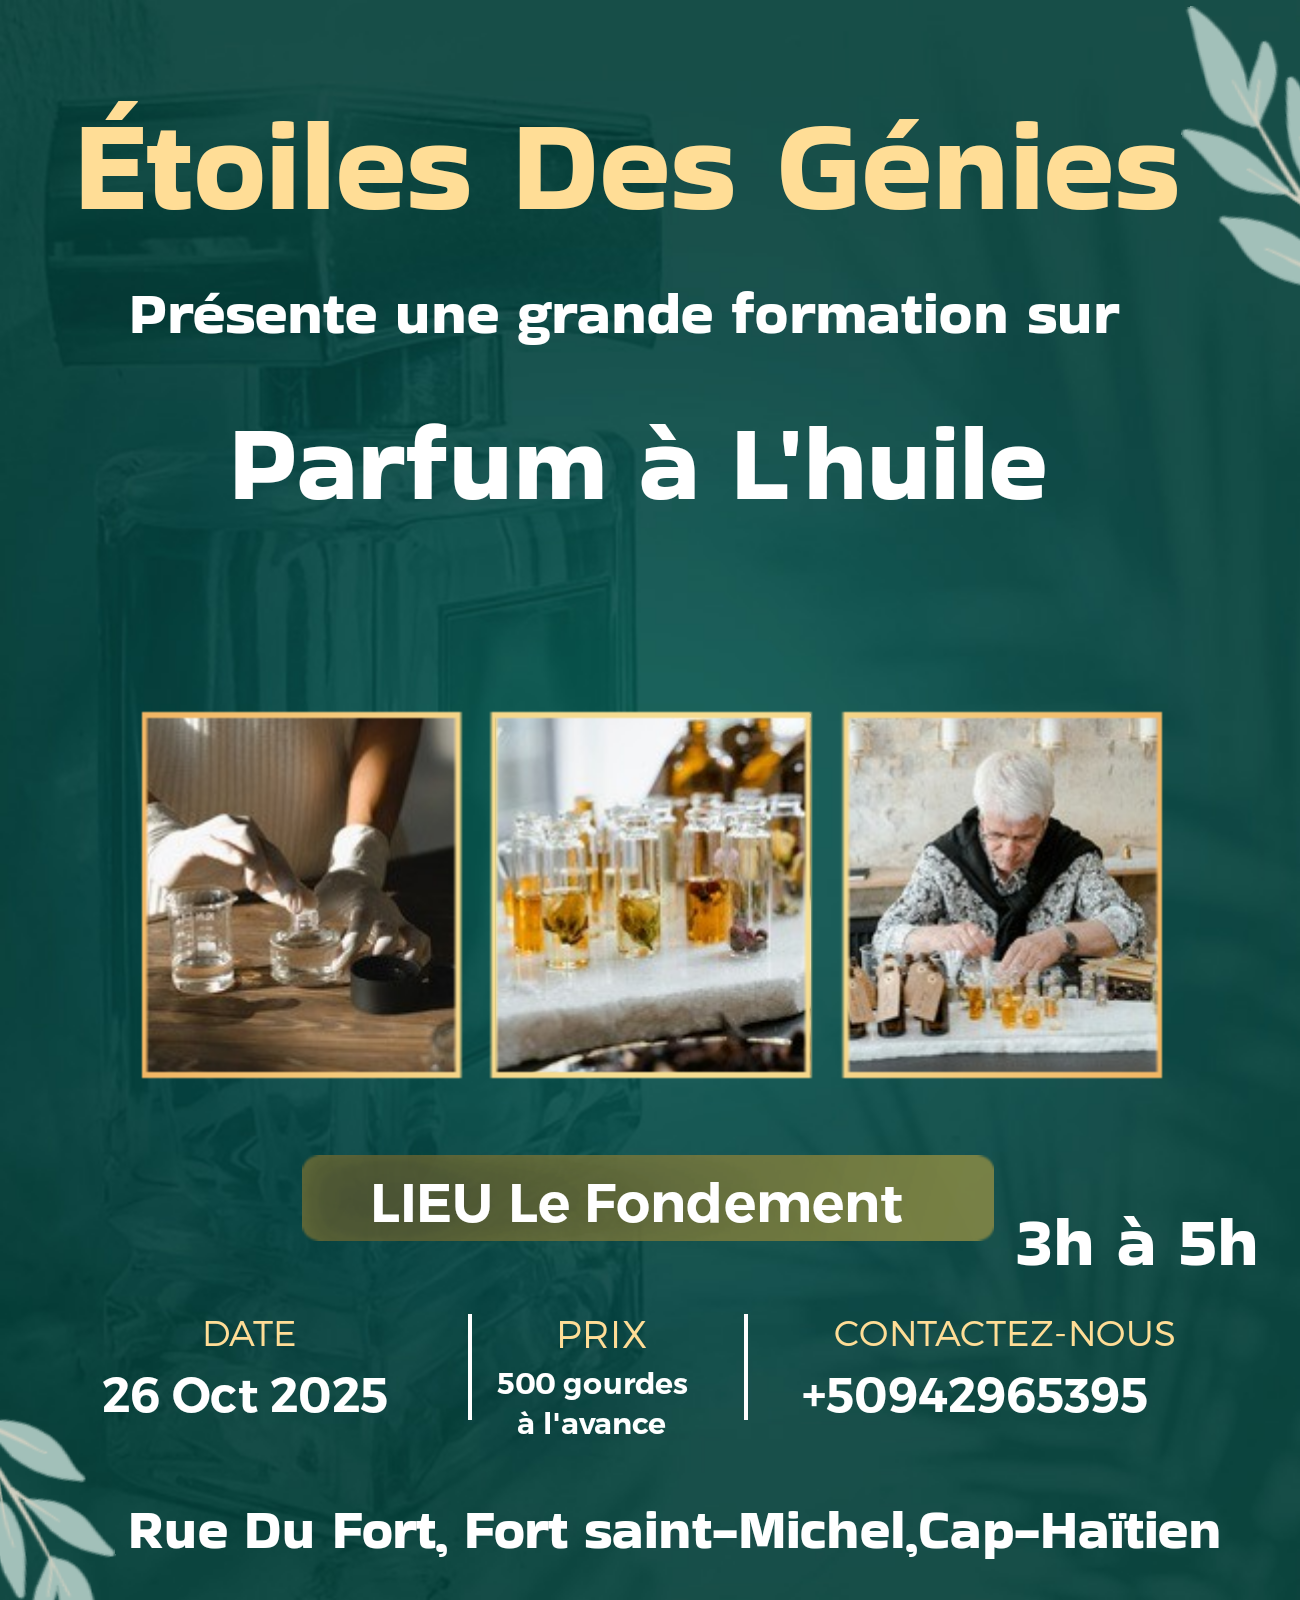 Étoiles Des Génies
Présente une grande formation sur
Parfum à L'huile
LIEU Le Fondement
3h à 5h
DATE
26 Oct 2025
PRIX
500 gourdes
à l'avance
CONTACTEZ-NOUS
+50942965395
Rue Du Fort, Fort saint-Michel,Cap-Haïtien